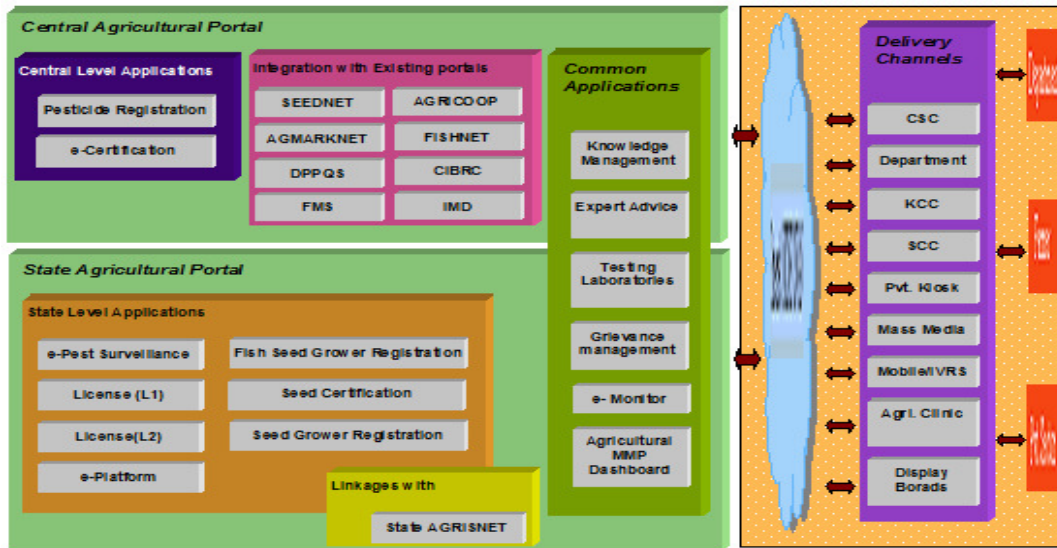 Central Agricultural Portal
Central Level Applications
Pesticide Registration
e-Certification
Integration with Existing portals
SEEDNET
AGRICOOP
AGMARKNET
FISHNET
DPPQS
CIBRC
FMS
IMD
Common
Applications
Knowledge
Management
Expert Advice
Testing
Laboratories
Grievance
management
e- Monitor
Agricultural
MMP
Dashboard
State Agricultural Portal
State Level Applications
e-Pest Surveillance
Fish Seed Grower Registration
License (L1)
Seed Certification
License(L2)
Seed Grower Registration
e-Platform
Linkages with
State AGRISNET
Delivery
Channels
CSC
Department
KCC
SCC
Pvt. Kiosk
Mass Media
Mobile/IVRS
Agri. Clinic
Display
Borads